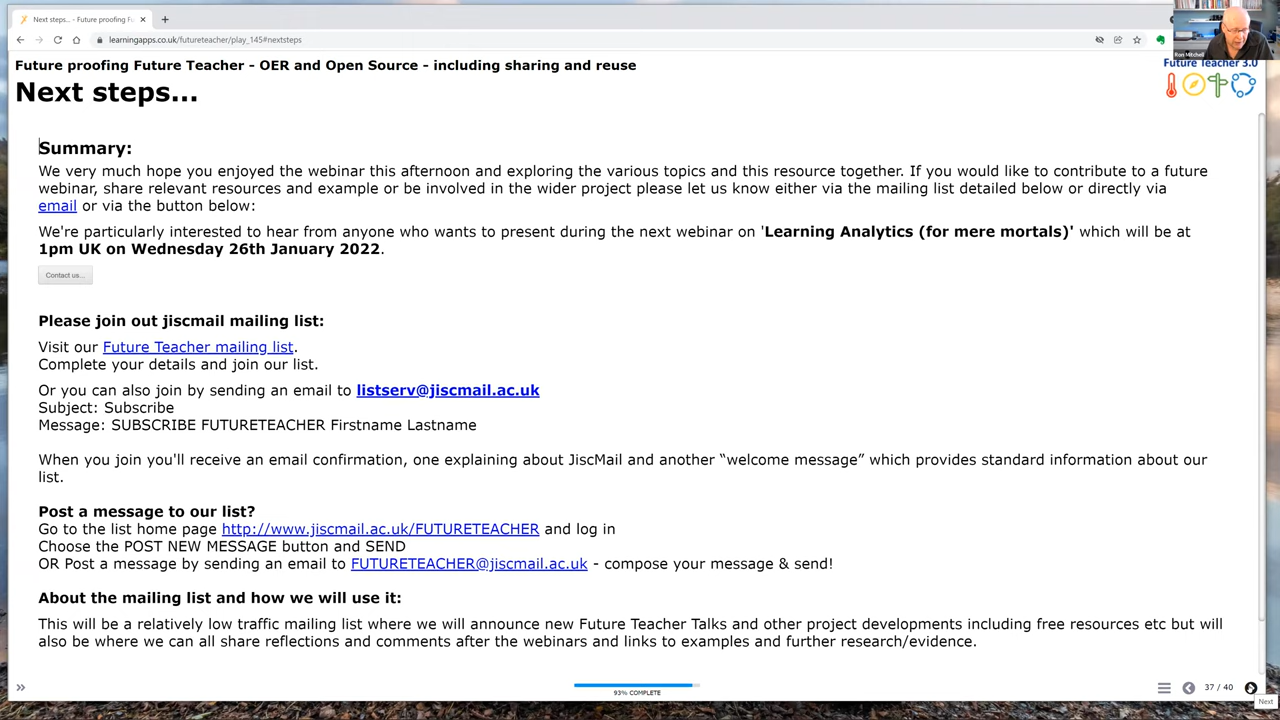 Next steps... - Future proofing Fu
learningapps.co.uk/futureteacher/play_145#nextsteps
Ron Mitchell
Future proofing Future Teacher - OER and Open Source - including sharing and reuse
Future Teacher 3.0
Next steps...
Summary:
We very much hope you enjoyed the webinar this afternoon and exploring the various topics and this resource together. If you would like to contribute to a future
webinar, share relevant resources and example or be involved in the wider project please let us know either via the mailing list detailed below or directly via
email or via the button below:
We're particularly interested to hear from anyone who wants to present during the next webinar on 'Learning Analytics (for mere mortals)' which will be at
1pm UK on Wednesday 26th January 2022.
Contact us...
Please join out jiscmail mailing list:
Visit our Future Teacher mailing list.
Complete your details and join our list.
Or you can also join by sending an email to listserv@jiscmail.ac.uk
Subject: Subscribe
Message: SUBSCRIBE FUTURETEACHER Firstname Lastname
When you join you'll receive an email confirmation, one explaining about JiscMail and another “welcome message” which provides standard information about our
list.
Post a message to our list?
Go to the list home page http://www.jiscmail.ac.uk/FUTURETEACHER and log in
Choose the POST NEW MESSAGE button and SEND
OR Post a message by sending an email to FUTURETEACHER@jiscmail.ac.uk - compose your message & send!
About the mailing list and how we will use it:
This will be a relatively low traffic mailing list where we will announce new Future Teacher Talks and other project developments including free resources etc but will
also be where we can all share reflections and comments after the webinars and links to examples and further research/evidence.
93% COMPLETE
37 / 40
Next